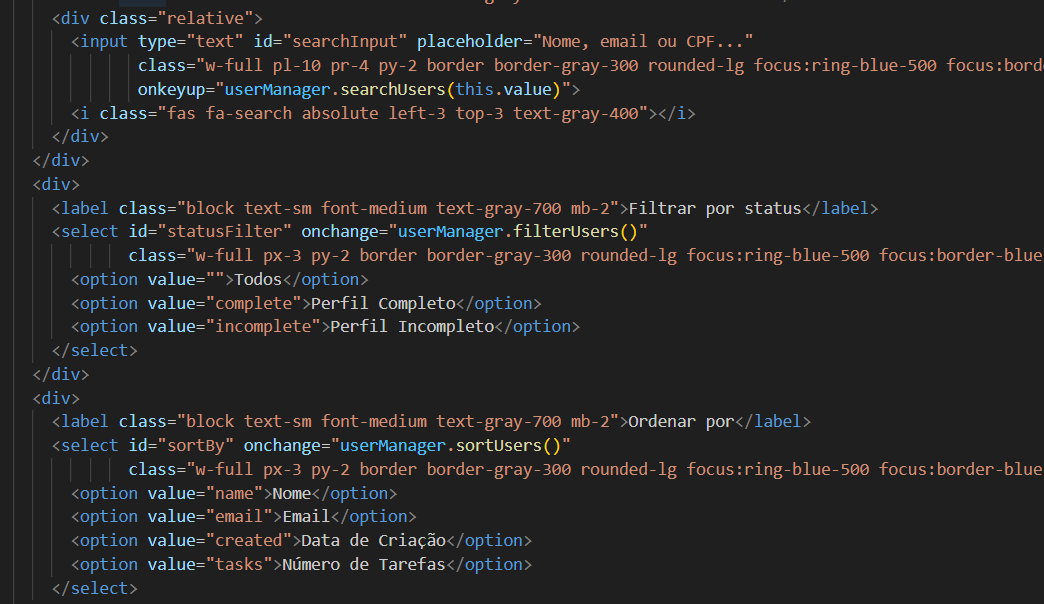 <div class="relative">
<input type="text" id="searchInput" placeholder="Nome, email ou CPF..."
class="w-full pl-10 pr-4 py-2 border border-gray-300 rounded-lg focus:ring-blue-500 focus:bord
onkeyup="userManager.searchUsers(this.value)">
<i class="fas fa-search absolute left-3 top-3 text-gray-400"></i>
</div>
</div>
<div>
<label class="block text-sm font-medium text-gray-700 mb-2">Filtrar por status</label>
<select id="statusFilter" onchange="userManager.filterUsers()"
class="w-full px-3 py-2 border border-gray-300 rounded-lg focus:ring-blue-500 focus:border-blue
<option value="">Todos</option>
<option value="complete">Perfil Completo</option>
<option value="incomplete">Perfil Incompleto</option>
</select>
</div>
<div>
<label class="block text-sm font-medium text-gray-700 mb-2">Ordenar por</label>
<select id="sortBy" onchange="userManager.sortUsers()"
class="w-full px-3 py-2 border border-gray-300 rounded-lg focus:ring-blue-500 focus:border-blue
<option value="name">Nome</option>
<option value="email">Email</option>
<option value="created">Data de Criação</option>
<option value="tasks">Número de Tarefas</option>
</select>